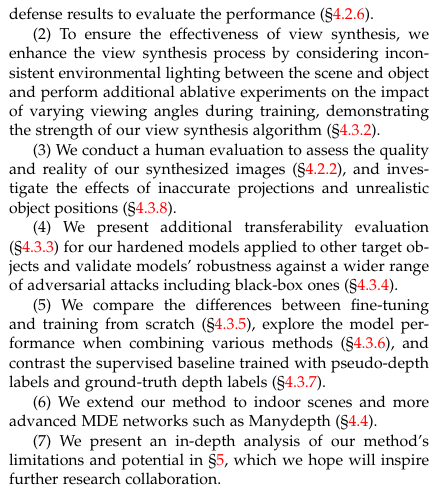 defense results to evaluate the performance (§4.2.6).
(2) To ensure the effectiveness of view synthesis, we
enhance the view synthesis process by considering incon-
sistent environmental lighting between the scene and object
and perform additional ablative experiments on the impact
of varying viewing angles during training, demonstrating
the strength of our view synthesis algorithm (§4.3.2).
(3) We conduct a human evaluation to assess the quality
and reality of our synthesized images (§4.2.2), and inves-
tigate the effects of inaccurate projections and unrealistic
object positions (§4.3.8).
(4) We present additional transferability evaluation
(§4.3.3) for our hardened models applied to other target ob-
jects and validate models' robustness against a wider range
of adversarial attacks including black-box ones (§4.3.4).
(5) We compare the differences between fine-tuning
and training from scratch (§4.3.5), explore the model per-
formance when combining various methods (§4.3.6), and
contrast the supervised baseline trained with pseudo-depth
labels and ground-truth depth labels (§4.3.7).
(6) We extend our method to indoor scenes and more
advanced MDE networks such as Manydepth (§4.4).
(7) We present an in-depth analysis of our method's
limitations and potential in §5, which we hope will inspire
further research collaboration.